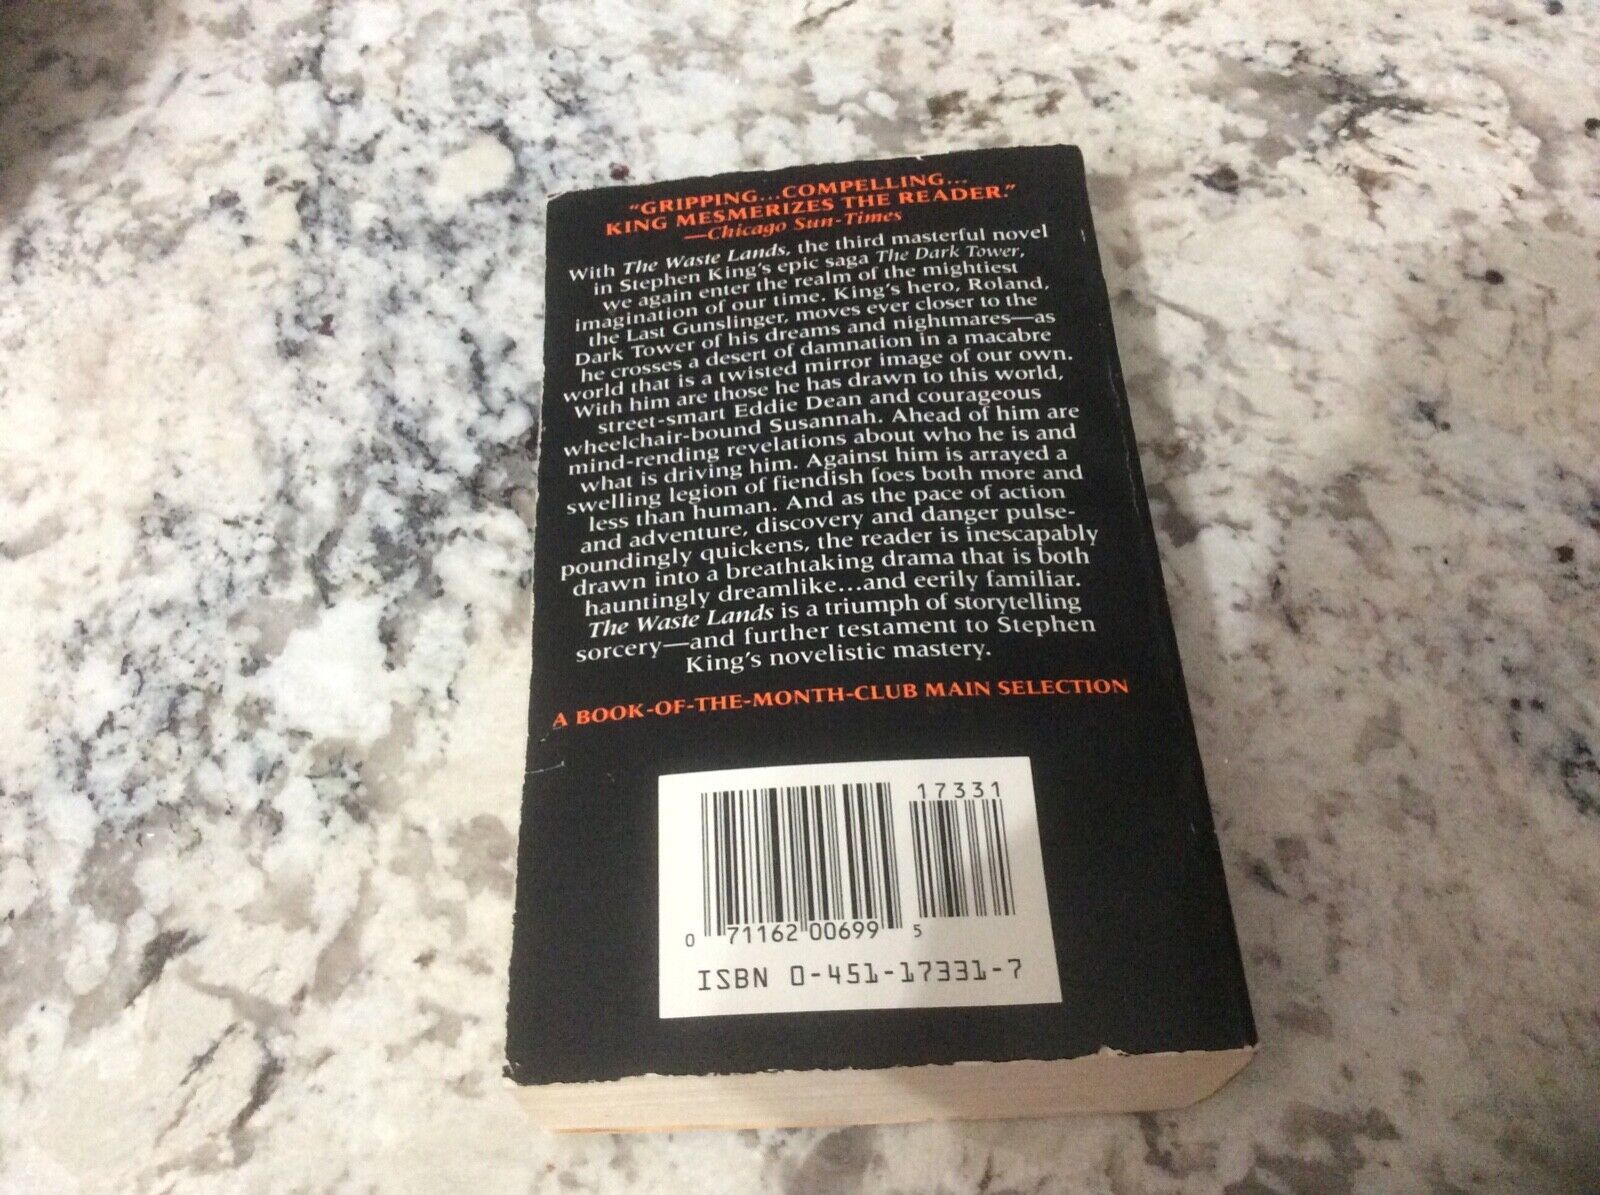 "GRIPPING...COMPELLING...
KING MESMERIZES THE READER."
—Chicago Sun-Times
With The Waste Lands, the third masterful novel
in Stephen King's epic saga The Dark Tower,
we again enter the realm of the mightiest
imagination of our time. King's hero, Roland,
the Last Gunslinger, moves ever closer to the
Dark Tower of his dreams and nightmares—as
he crosses a desert of damnation in a macabre
world that is a twisted mirror image of our own.
With him are those he has drawn to this world,
street-smart Eddie Dean and courageous
wheelchair-bound Susannah. Ahead of him are
mind-rending revelations about who he is and
what is driving him. Against him is arrayed a
swelling legion of fiendish foes both more and
less than human. And as the pace of action
and adventure, discovery and danger pulse-
poundingly quickens, the reader is inescapably
drawn into a breathtaking drama that is both
hauntingly dreamlike...and eerily familiar.
The Waste Lands is a triumph of storytelling
sorcery—and further testament to Stephen
King's novelistic mastery.
A BOOK-OF-THE-MONTH-CLUB MAIN SELECTION
17331
0 71162 00699 5
ISBN 0-451-17331-7